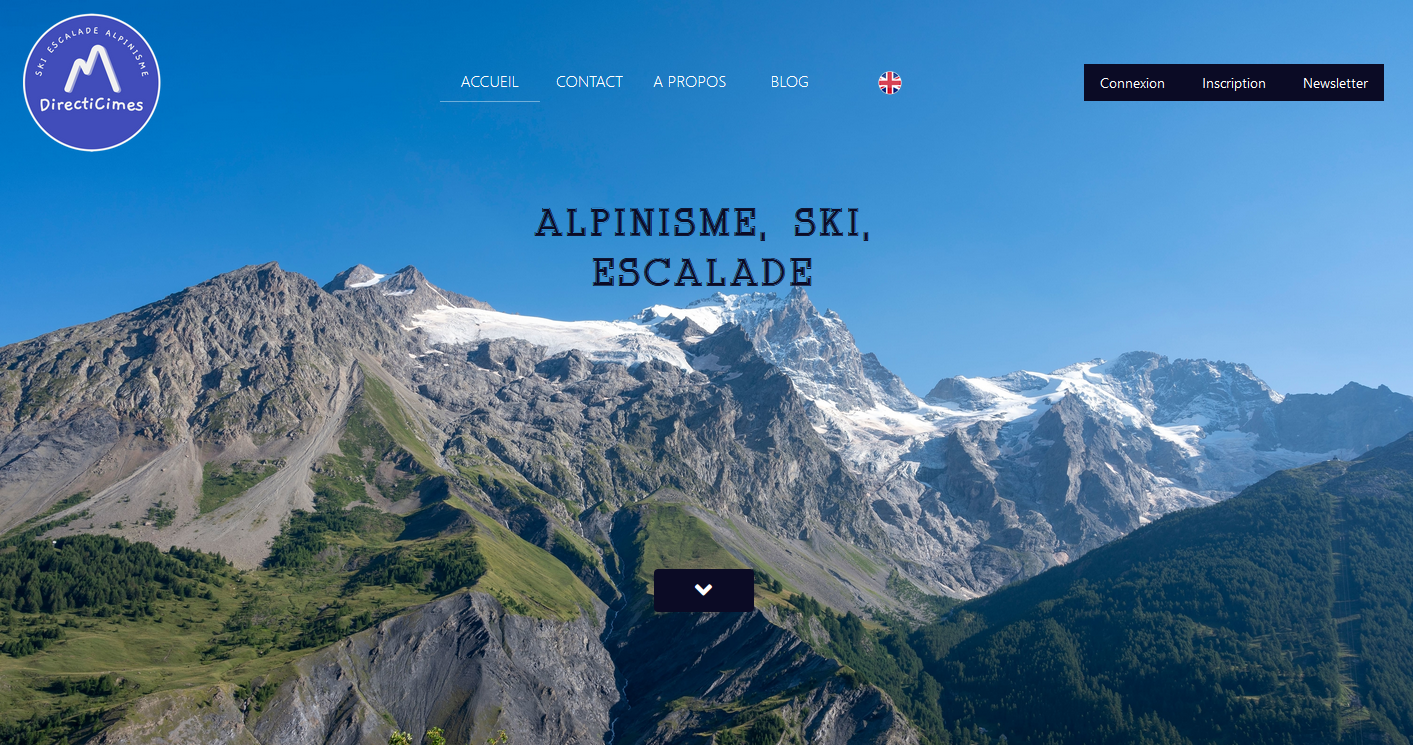 SKI ESCALADE ALPINISME
DirectiCimes
ACCUEIL CONTACT A PROPOS BLOG
Connexion Inscription Newsletter
ALPINISME, SKI,
ESCALADE